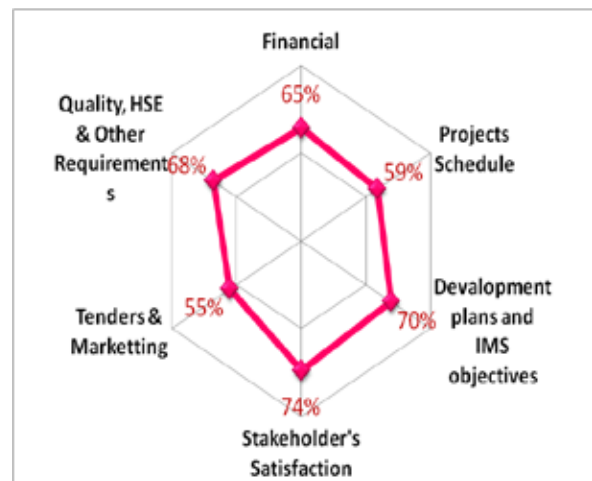 Financial
65%
Quality, HSE
& Other
Requirement
s
68%
Projects
Schedule
59%
Tenders &
Marketting
55%
Devalopment
plans and
IMS
objectives
70%
74%
Stakeholder's
Satisfaction